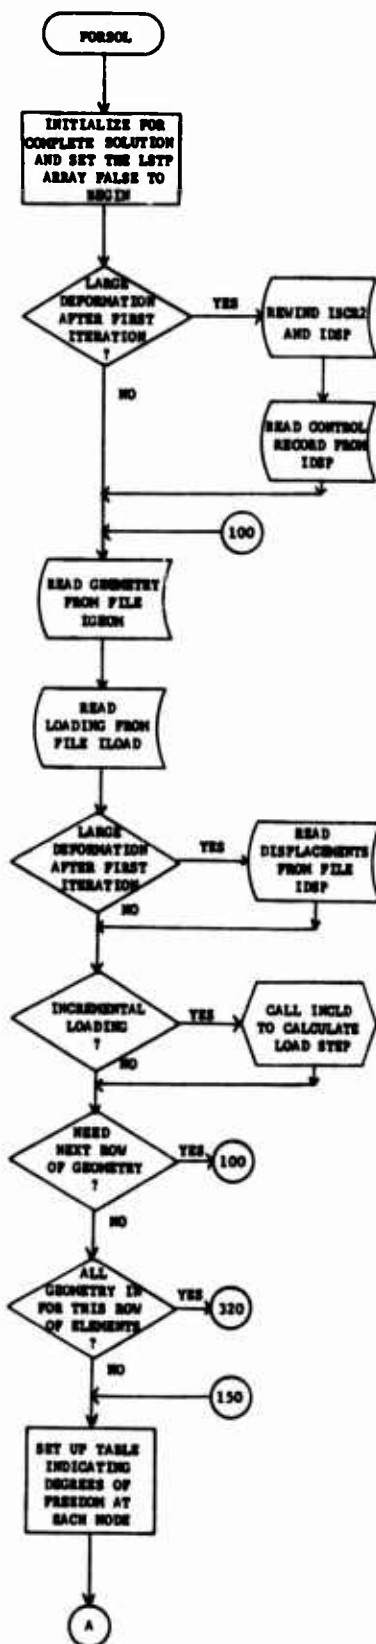 FORSOL
INITIALIZE FOR
COMPLETE SOLUTION
AND SET THE LSTP
ARRAY FALSE TO
BEGIN
LARGE
DEFORMATION
AFTER FIRST
ITERATION
?
YES
REWIND ISCR2
AND IDSP
NO
READ CONTROL
RECORD FROM
IDSP
100
READ GEOMETRY
FROM FILE
IGEOM
READ
LOADING FROM
FILE ILOAD
LARGE
DEFORMATION
AFTER FIRST
ITERATION
YES
READ
DISPLACEMENTS
FROM FILE
IDSP
NO
INCREMENTAL
LOADING
?
YES
CALL INCLD
TO CALCULATE
LOAD STEP
NO
NEED
NEXT ROW
OF GEOMETRY
?
YES
100
NO
ALL
GEOMETRY IN
FOR THIS ROW
OF ELEMENTS
?
YES
320
NO
150
SET UP TABLE
INDICATING
DEGREES OF
FREEDOM AT
EACH NODE
A